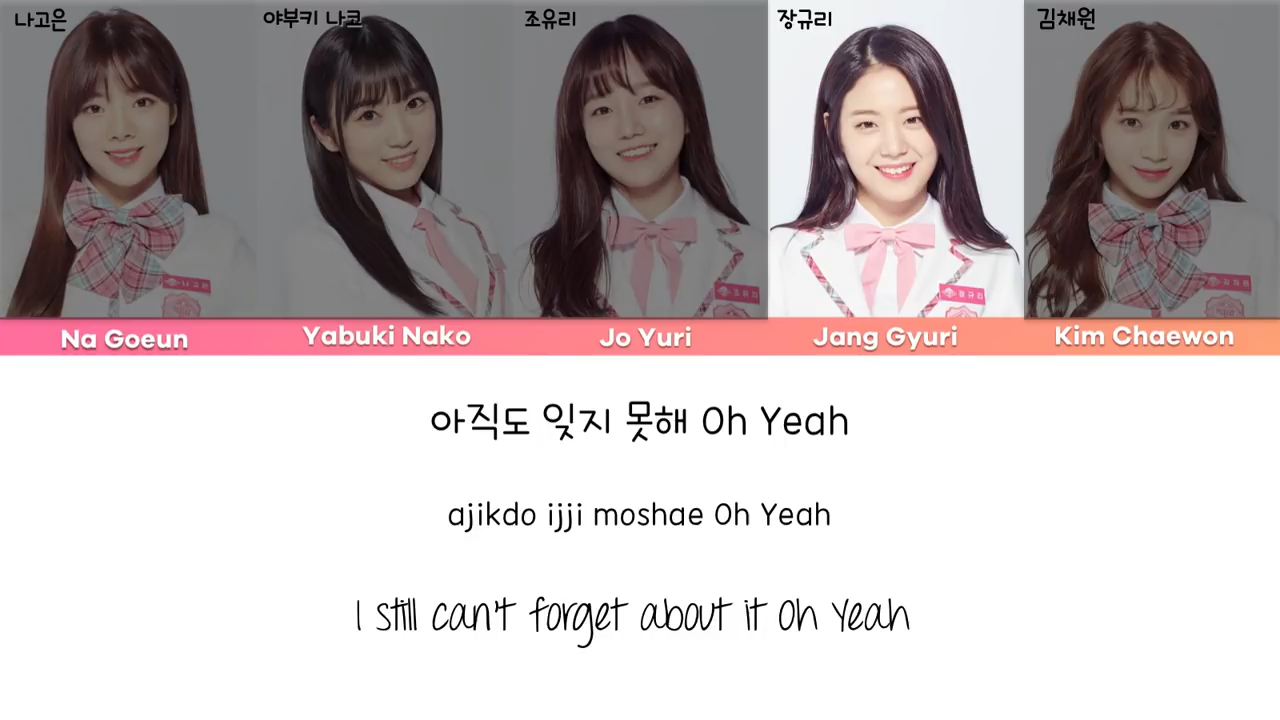 나고은 야부키 나코 조유리 장규리 김채원
Na Goeun Yabuki Nako Jo Yuri Jang Gyuri Kim Chaewon
아직도 잊지 못해 Oh Yeah
ajikdo ijji moshae Oh Yeah
I still can't forget about it Oh Yeah